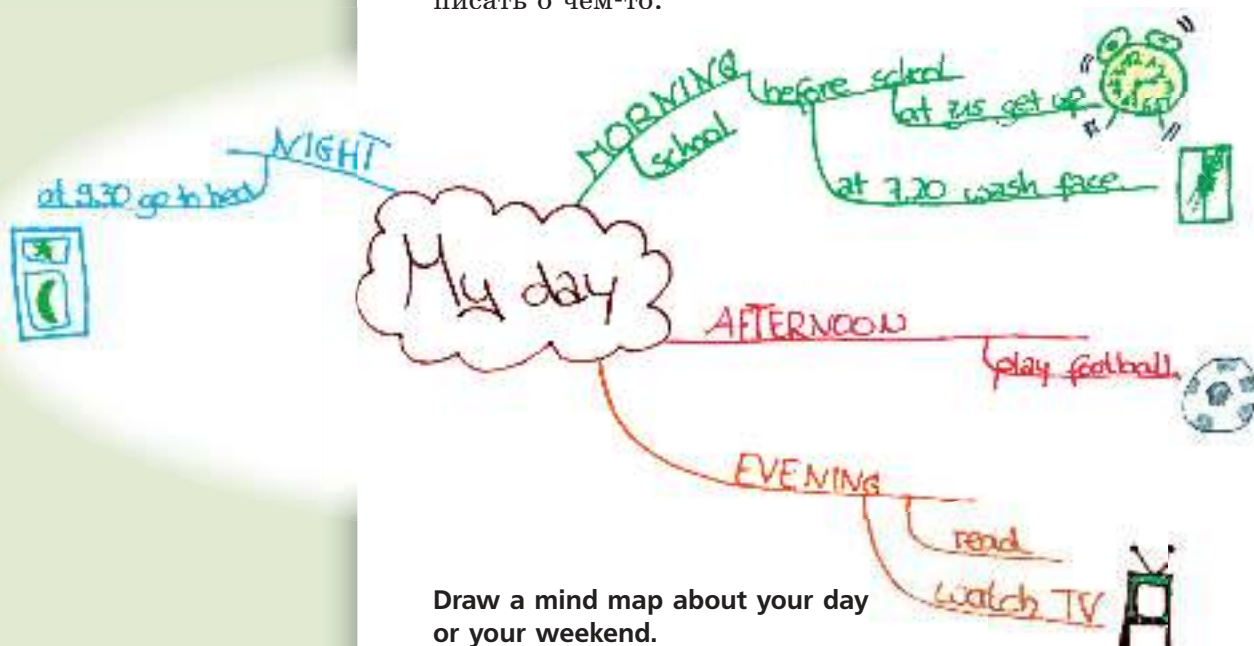 писать о чём-то.
MORNING
before school
at 7.15 get up
at 7.20 wash face
school
NIGHT
at 9.30 go to bed
My day
AFTERNOON
play football
EVENING
read
watch TV
Draw a mind map about your day
or your weekend.